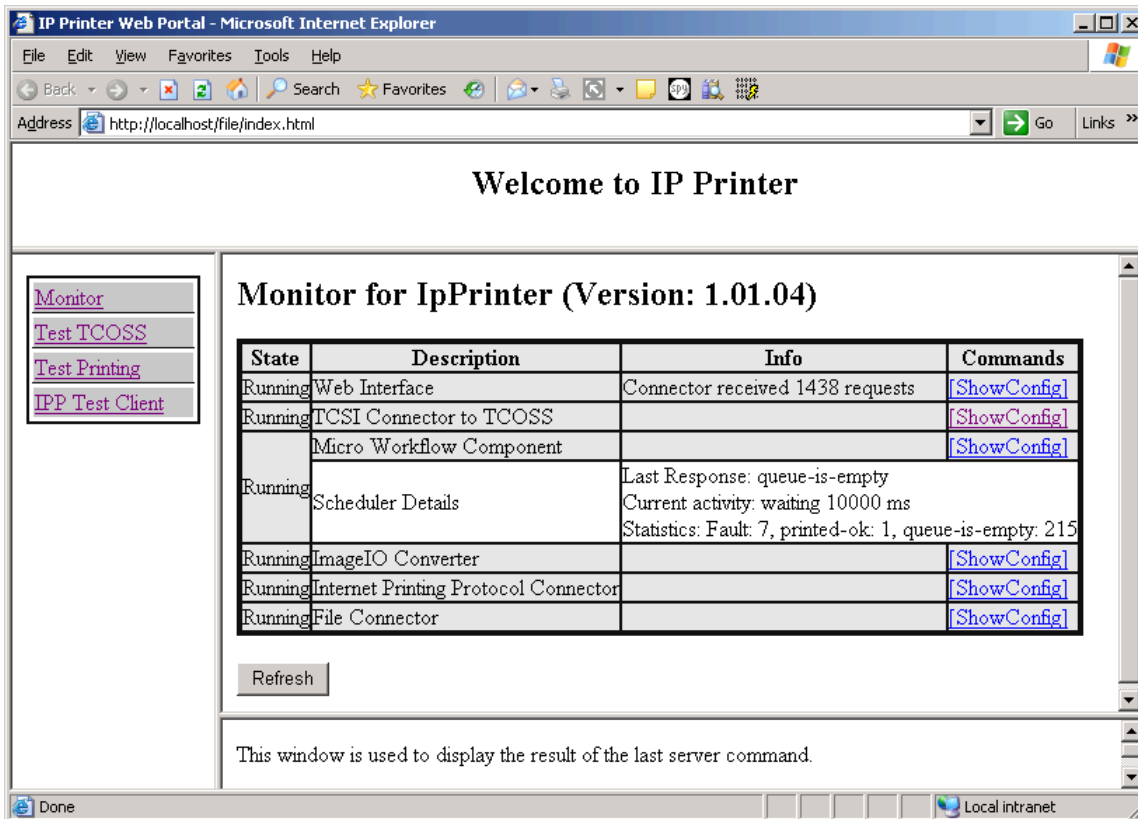 IP Printer Web Portal - Microsoft Internet Explorer
File Edit View Favorites Tools Help
Back Search Favorites SPY
Address http://localhost/file/index.html Go Links »
Welcome to IP Printer
Monitor
Test TCOSS
Test Printing
IPP Test Client
Monitor for IpPrinter (Version: 1.01.04)
State Description Info Commands
Running Web Interface Connector received 1438 requests [ShowConfig]
Running TCSI Connector to TCOSS [ShowConfig]
Running Micro Workflow Component [ShowConfig]
Scheduler Details
Last Response: queue-is-empty
Current activity: waiting 10000 ms
Statistics: Fault: 7, printed-ok: 1, queue-is-empty: 215
Running ImageIO Converter [ShowConfig]
Running Internet Printing Protocol Connector [ShowConfig]
Running File Connector [ShowConfig]
Refresh
This window is used to display the result of the last server command.
Done Local intranet